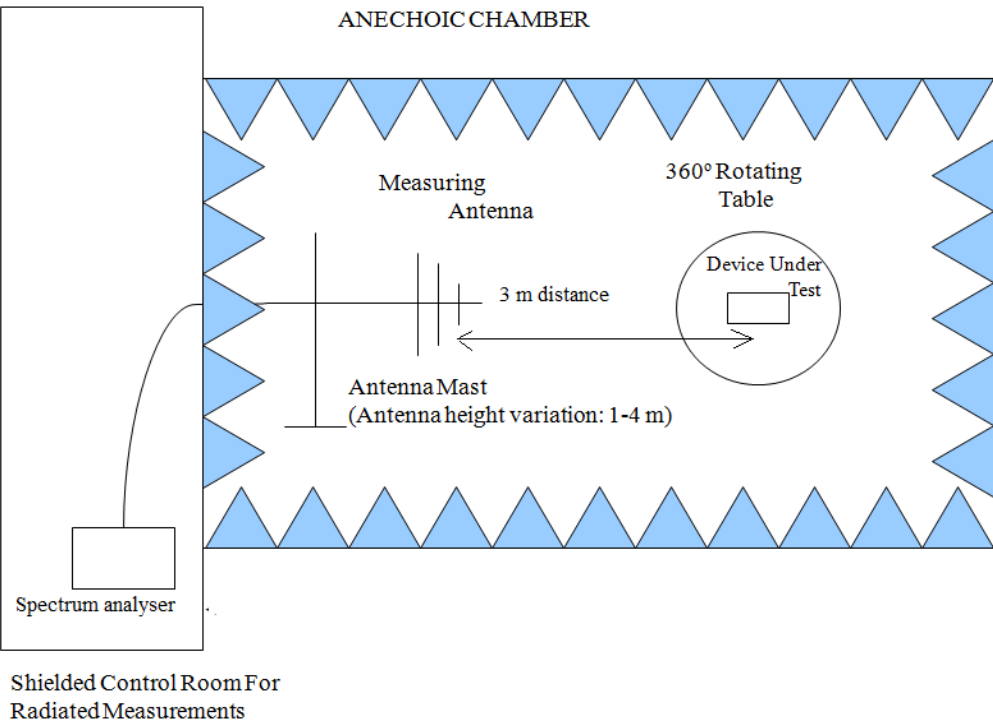 ANECHOIC CHAMBER
360º Rotating
Table
Measuring
Antenna
Device Under
Test
3 m distance
Antenna Mast
(Antenna height variation: 1-4 m)
Spectrum analyser
Shielded Control Room For
Radiated Measurements